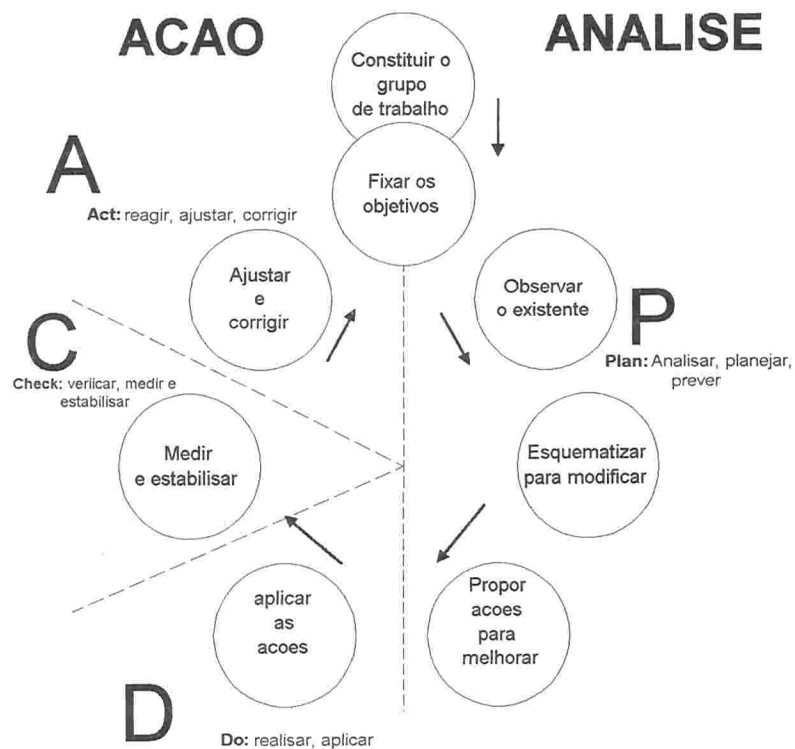 ACAO
ANALISE
Constituir o
grupo
de trabalho
Fixar os
objetivos
A
Act: reagir, ajustar, corrigir
Ajustar
e
corrigir
Observar
o existente
P
Plan: Analisar, planejar,
prever
C
Check: veriicar, medir e
estabilisar
Medir
e estabilisar
Esquematizar
para modificar
aplicar
as
acoes
Propor
acoes
para
melhorar
D
Do: realisar, aplicar